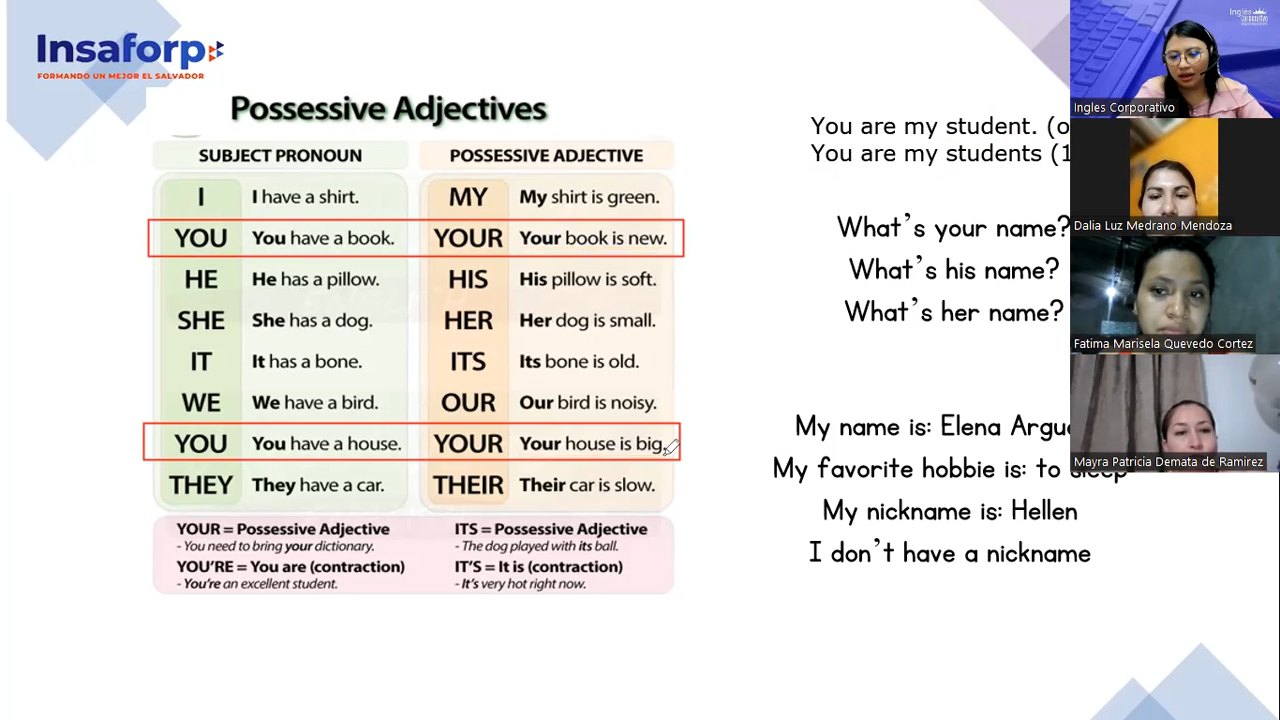 Insaforp
FORMANDO UN MEJOR EL SALVADOR
Possessive Adjectives
SUBJECT PRONOUN POSSESSIVE ADJECTIVE
I I have a shirt. MY My shirt is green.
YOU You have a book. YOUR Your book is new.
HE He has a pillow. HIS His pillow is soft.
SHE She has a dog. HER Her dog is small.
IT It has a bone. ITS Its bone is old.
WE We have a bird. OUR Our bird is noisy.
YOU You have a house. YOUR Your house is big.
THEY They have a car. THEIR Their car is slow.
YOUR = Possessive Adjective
- You need to bring your dictionary.
YOU'RE = You are (contraction)
- You're an excellent student.
ITS = Possessive Adjective
- The dog played with its ball.
IT'S = It is (contraction)
- It's very hot right now.
You are my student. (o
You are my students (1
What's your name?
What's his name?
What's her name?
My name is: Elena Argu
My favorite hobbie is: to sleep
My nickname is: Hellen
I don't have a nickname
Ingles Corporativo
Ingles Corporativo
Dalia Luz Medrano Mendoza
Fatima Marisela Quevedo Cortez
Mayra Patricia Demata de Ramirez